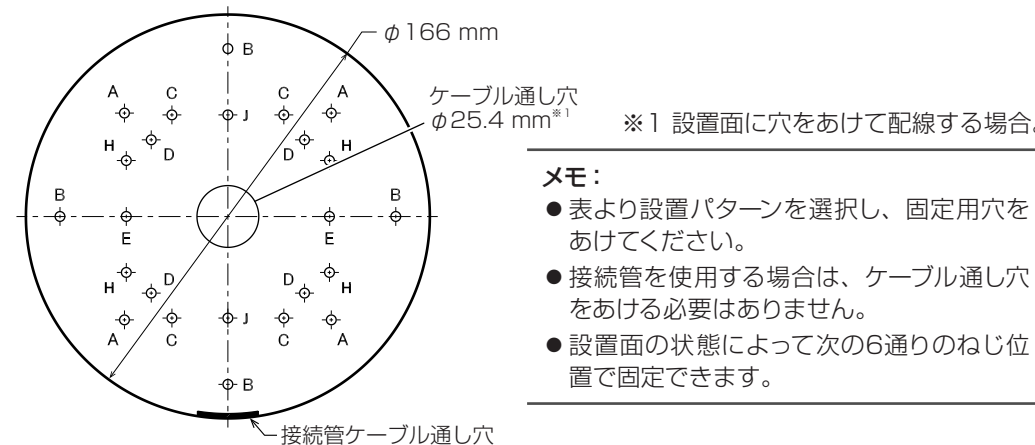 φ166 mm
B
ケーブル通し穴
φ25.4 mm※1
※1 設置面に穴をあけて配線する場合
A
C
J
C
A
H
D
D
H
B
E
E
B
H
D
D
H
A
C
J
C
A
B
接続管ケーブル通し穴
メモ：
●表より設置パターンを選択し、固定用穴を
あけてください。
●接続管を使用する場合は、ケーブル通し穴
をあける必要はありません。
●設置面の状態によって次の6通りのねじ位
置で固定できます。